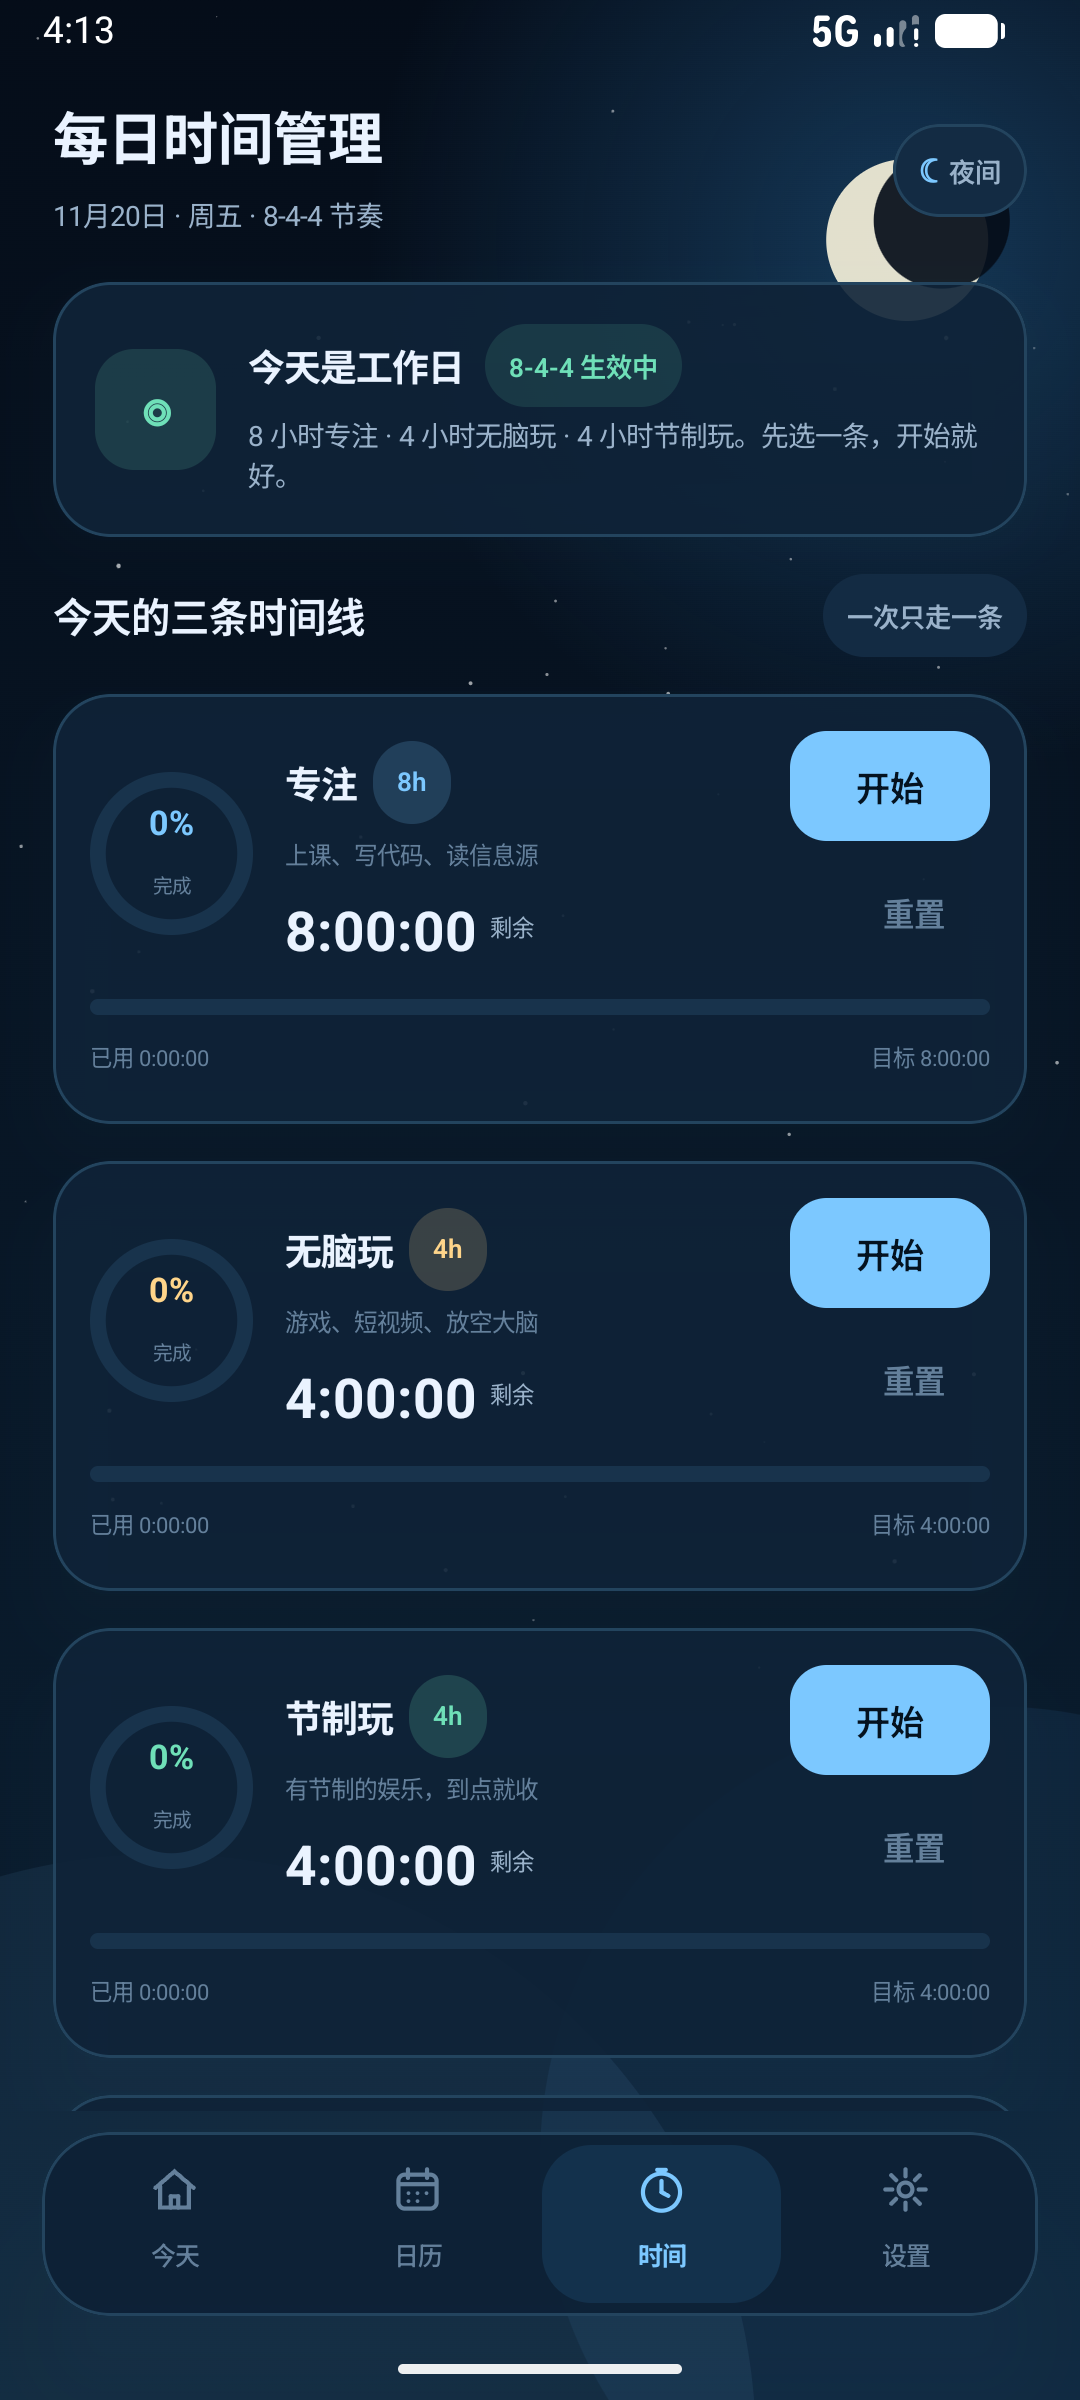 4:13
5G
每日时间管理
夜间
11月20日 · 周五 · 8-4-4 节奏
今天是工作日
8-4-4 生效中
8 小时专注 · 4 小时无脑玩 · 4 小时节制玩。先选一条，开始就
好。
今天的三条时间线
一次只走一条
专注
8h
开始
0%
完成
上课、写代码、读信息源
8:00:00 剩余
重置
已用 0:00:00
目标 8:00:00
无脑玩
4h
开始
0%
完成
游戏、短视频、放空大脑
4:00:00 剩余
重置
已用 0:00:00
目标 4:00:00
节制玩
4h
开始
0%
完成
有节制的娱乐，到点就收
4:00:00 剩余
重置
已用 0:00:00
目标 4:00:00
今天
日历
时间
设置